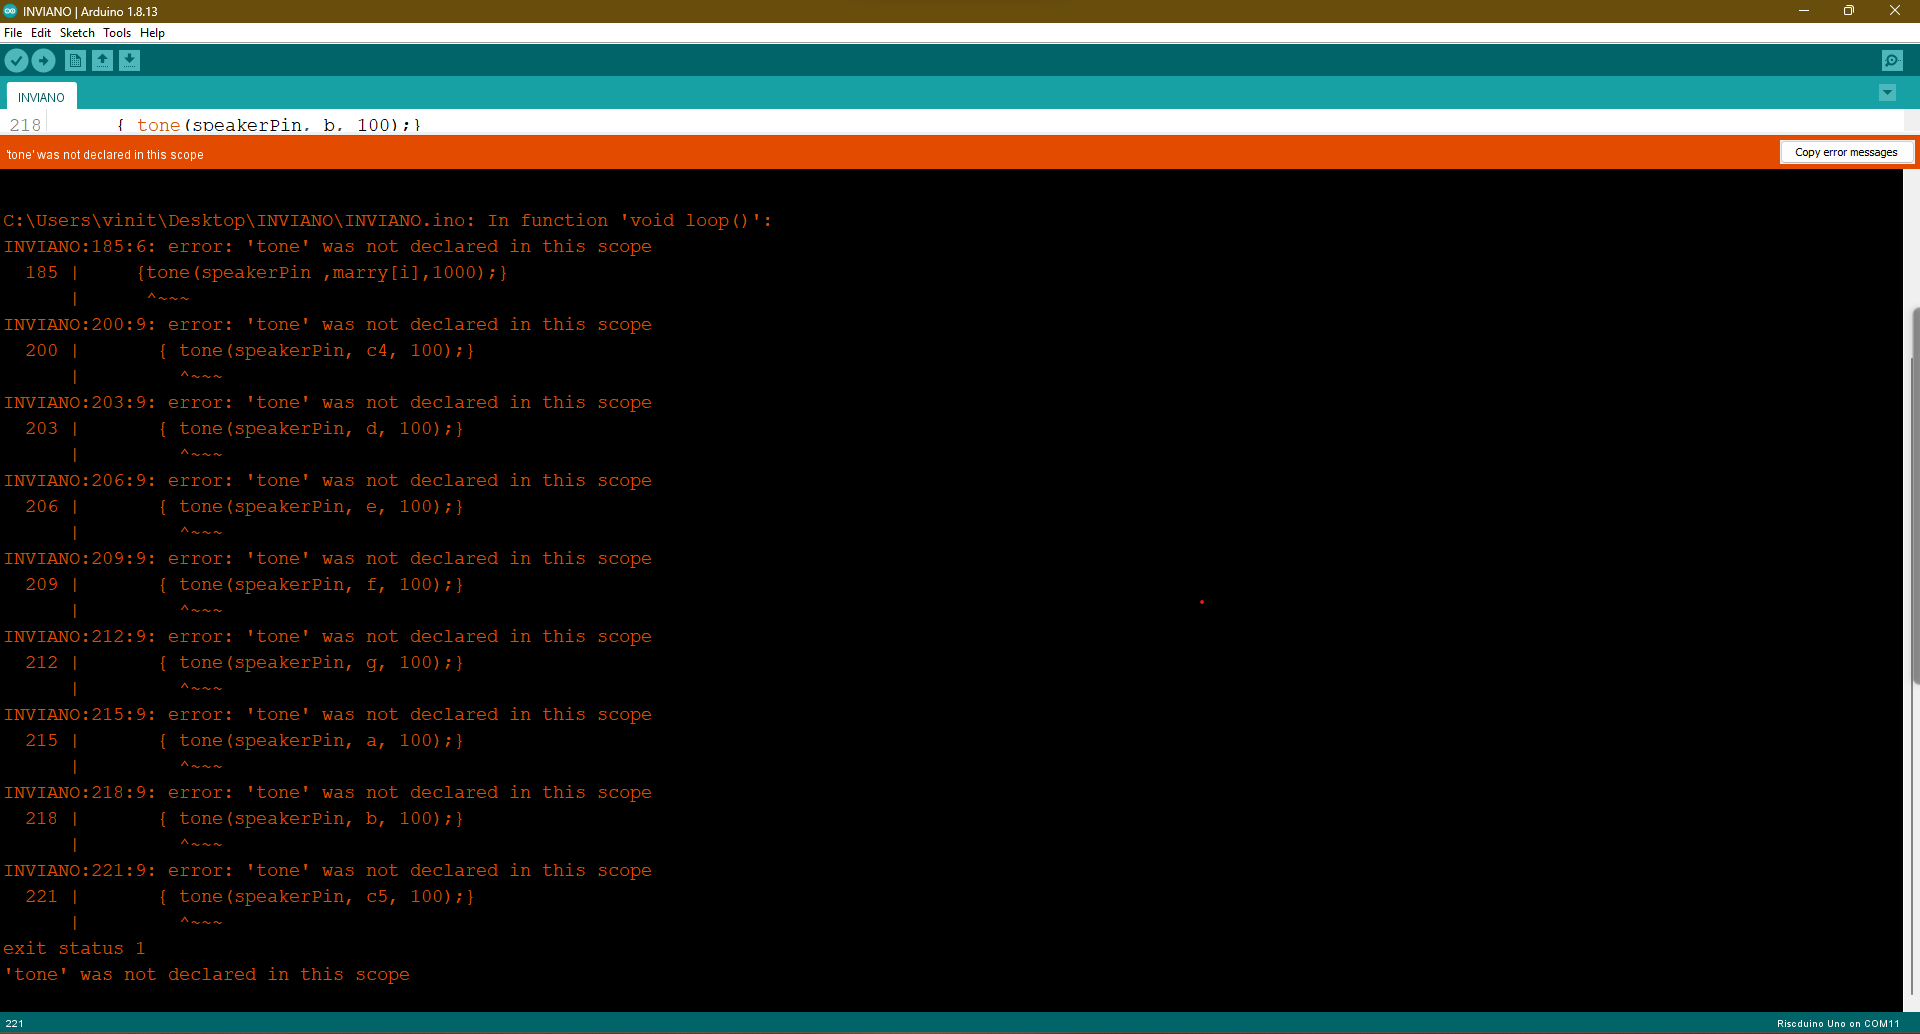 INVIANO | Arduino 1.8.13
File Edit Sketch Tools Help
INVIANO
218 { tone(speakerPin, b, 100);}
'tone' was not declared in this scope
Copy error messages
C:\Users\vinit\Desktop\INVIANO\INVIANO.ino: In function 'void loop()':
INVIANO:185:6: error: 'tone' was not declared in this scope
185 | {tone(speakerPin ,marry[i],1000);}
| ^~~~
INVIANO:200:9: error: 'tone' was not declared in this scope
200 | { tone(speakerPin, c4, 100);}
| ^~~~
INVIANO:203:9: error: 'tone' was not declared in this scope
203 | { tone(speakerPin, d, 100);}
| ^~~~
INVIANO:206:9: error: 'tone' was not declared in this scope
206 | { tone(speakerPin, e, 100);}
| ^~~~
INVIANO:209:9: error: 'tone' was not declared in this scope
209 | { tone(speakerPin, f, 100);}
| ^~~~
INVIANO:212:9: error: 'tone' was not declared in this scope
212 | { tone(speakerPin, g, 100);}
| ^~~~
INVIANO:215:9: error: 'tone' was not declared in this scope
215 | { tone(speakerPin, a, 100);}
| ^~~~
INVIANO:218:9: error: 'tone' was not declared in this scope
218 | { tone(speakerPin, b, 100);}
| ^~~~
INVIANO:221:9: error: 'tone' was not declared in this scope
221 | { tone(speakerPin, c5, 100);}
| ^~~~
exit status 1
'tone' was not declared in this scope
221
Riscduino Uno on COM11